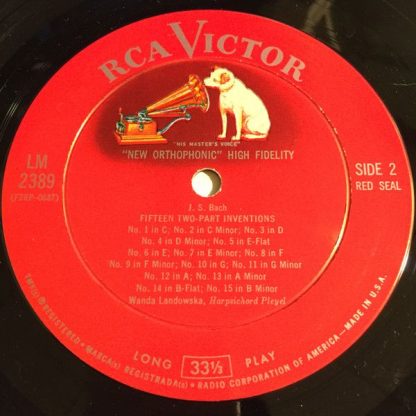 RCA VICTOR
"HIS MASTER'S VOICE"
"NEW ORTHOPHONIC" HIGH FIDELITY
LM
2389
(F2RP-0687)
SIDE 2
RED SEAL
J. S. Bach
FIFTEEN TWO-PART INVENTIONS
No. 1 in C; No. 2 in C Minor; No. 3 in D
No. 4 in D Minor; No. 5 in E-Flat
No. 6 in E; No. 7 in E Minor; No. 8 in F
No. 9 in F Minor; No. 10 in G; No. 11 in G Minor
No. 12 in A; No. 13 in A Minor
No. 14 in B-Flat; No. 15 in B Minor
Wanda Landowska, Harpsichord Pleyel
LONG 33⅓ PLAY
TMK(s) ® REGISTERED • MARCA(s) REGISTRADA(s) • RADIO CORPORATION OF AMERICA—MADE IN U.S.A.